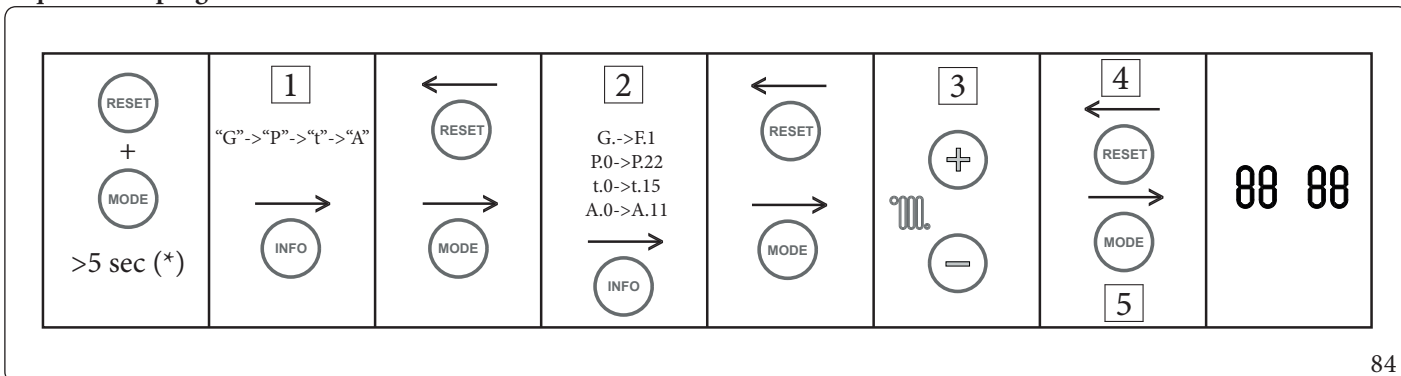 RESET
+
MODE
>5 sec (*)
1
“G”->“P”->“t”->“A”
INFO
RESET
MODE
2
G.->F.1
P.0->P.22
t.0->t.15
A.0->A.11
INFO
RESET
MODE
3
+
−
4
RESET
MODE
5
88 88
84